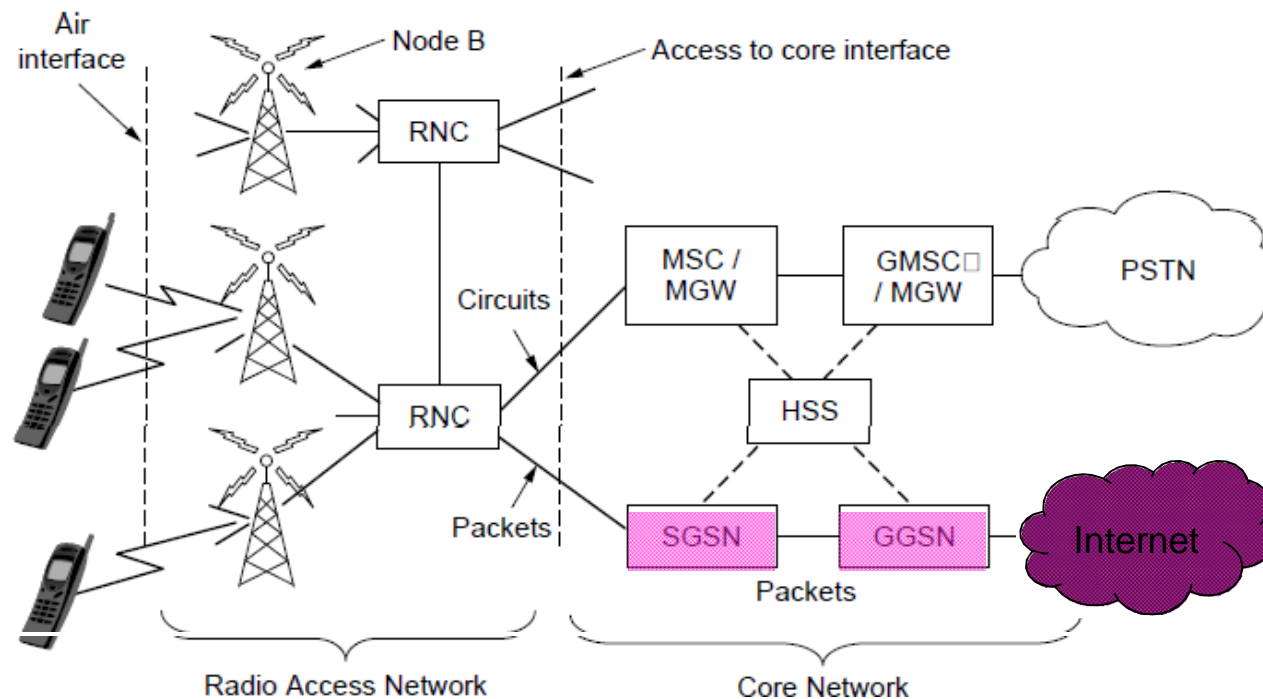 Air
interface
Node B
Access to core interface
RNC
MSC /
MGW
GMSC□
/ MGW
PSTN
Circuits
RNC
HSS
Packets
SGSN
GGSN
Internet
Packets
Radio Access Network
Core Network